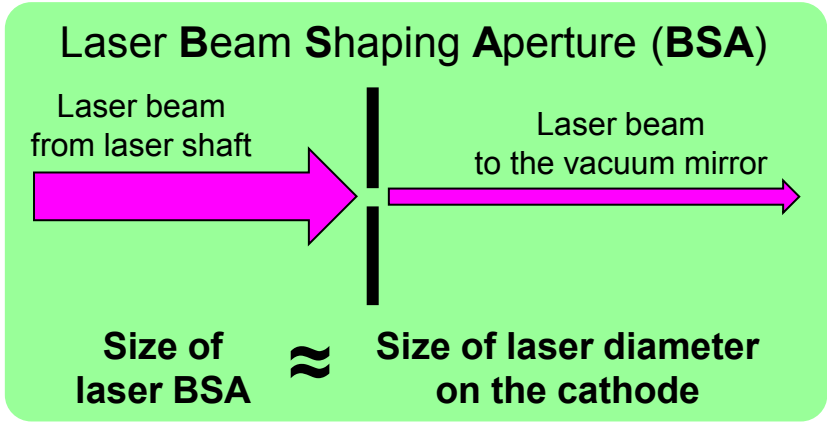 Laser Beam Shaping Aperture (BSA)
Laser beam
from laser shaft
Laser beam
to the vacuum mirror
Size of
laser BSA
≈
Size of laser diameter
on the cathode